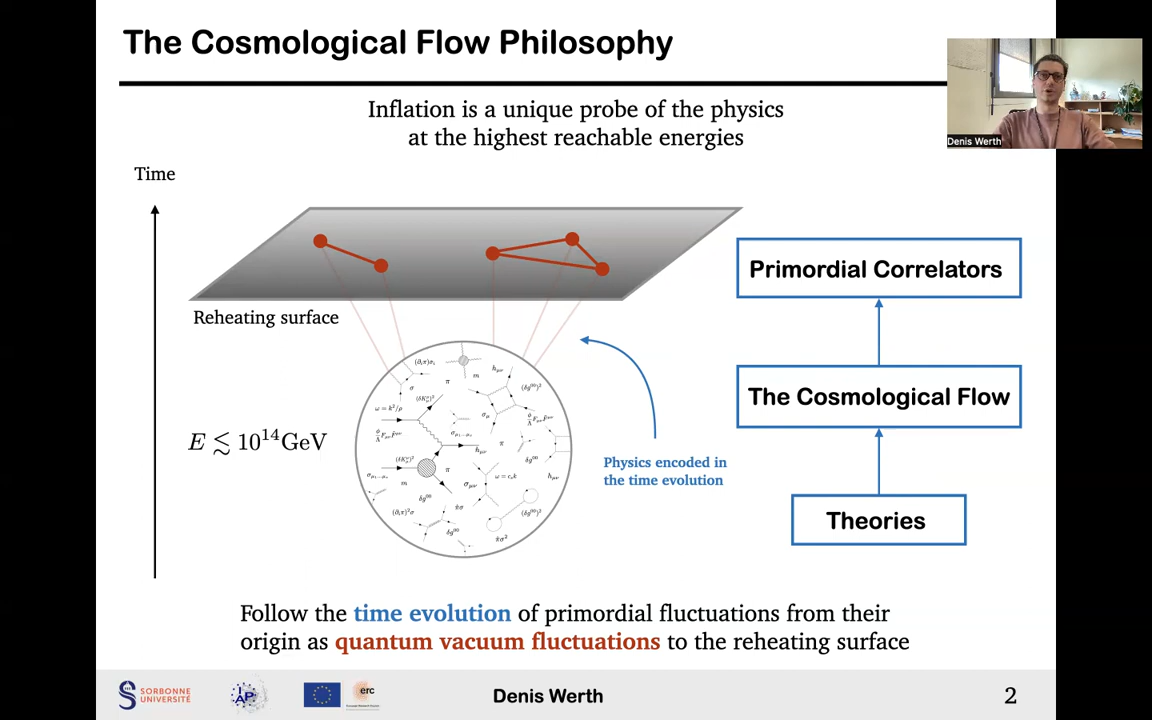 The Cosmological Flow Philosophy
Inflation is a unique probe of the physics
at the highest reachable energies
Denis Werth
Time
Reheating surface
E ≲ 10¹⁴GeV
Physics encoded in
the time evolution
Primordial Correlators
The Cosmological Flow
Theories
Follow the time evolution of primordial fluctuations from their
origin as quantum vacuum fluctuations to the reheating surface
SORBONNE
UNIVERSITÉ
IAP
erc
Denis Werth
2